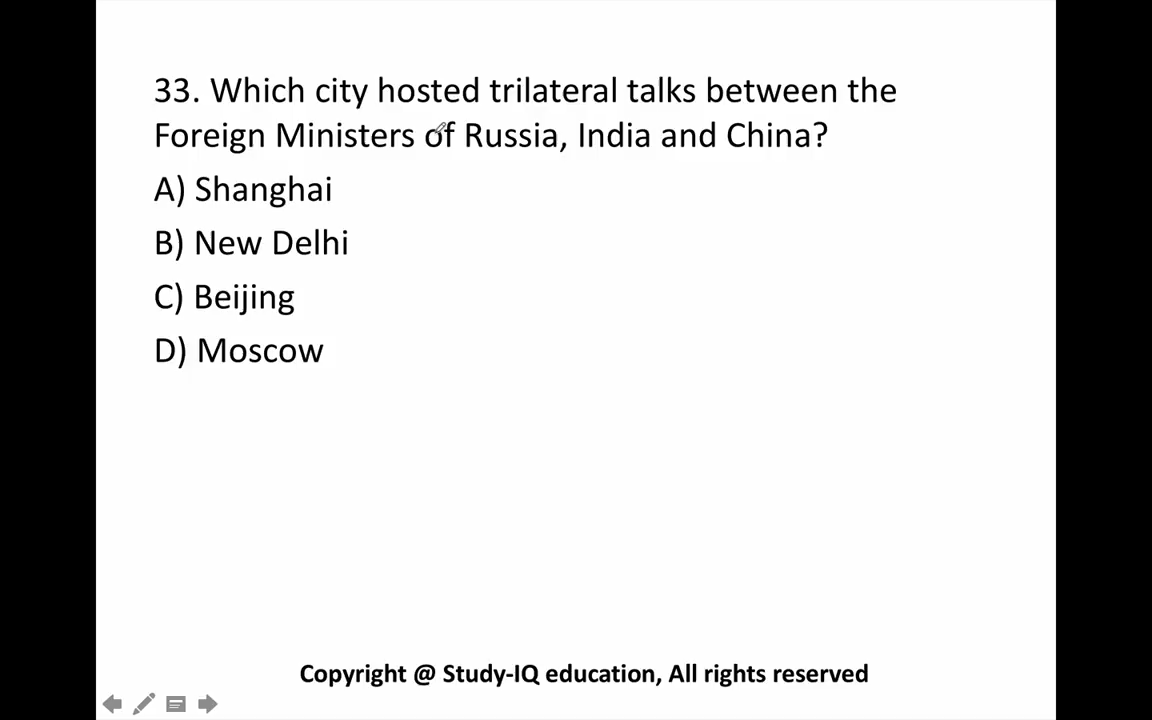 33. Which city hosted trilateral talks between the
Foreign Ministers of Russia, India and China?
A) Shanghai
B) New Delhi
C) Beijing
D) Moscow
Copyright @ Study-IQ education, All rights reserved